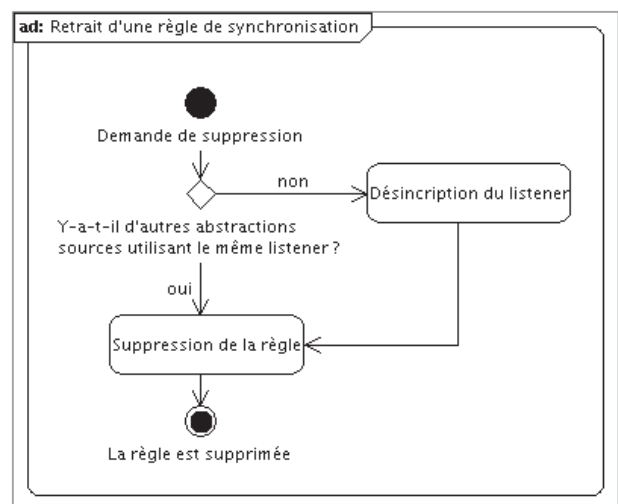 ad: Retrait d'une règle de synchronisation
Demande de suppression
non
Désincription du listener
Y-a-t-il d'autres abstractions
sources utilisant le même listener ?
oui
Suppression de la règle
La règle est supprimée